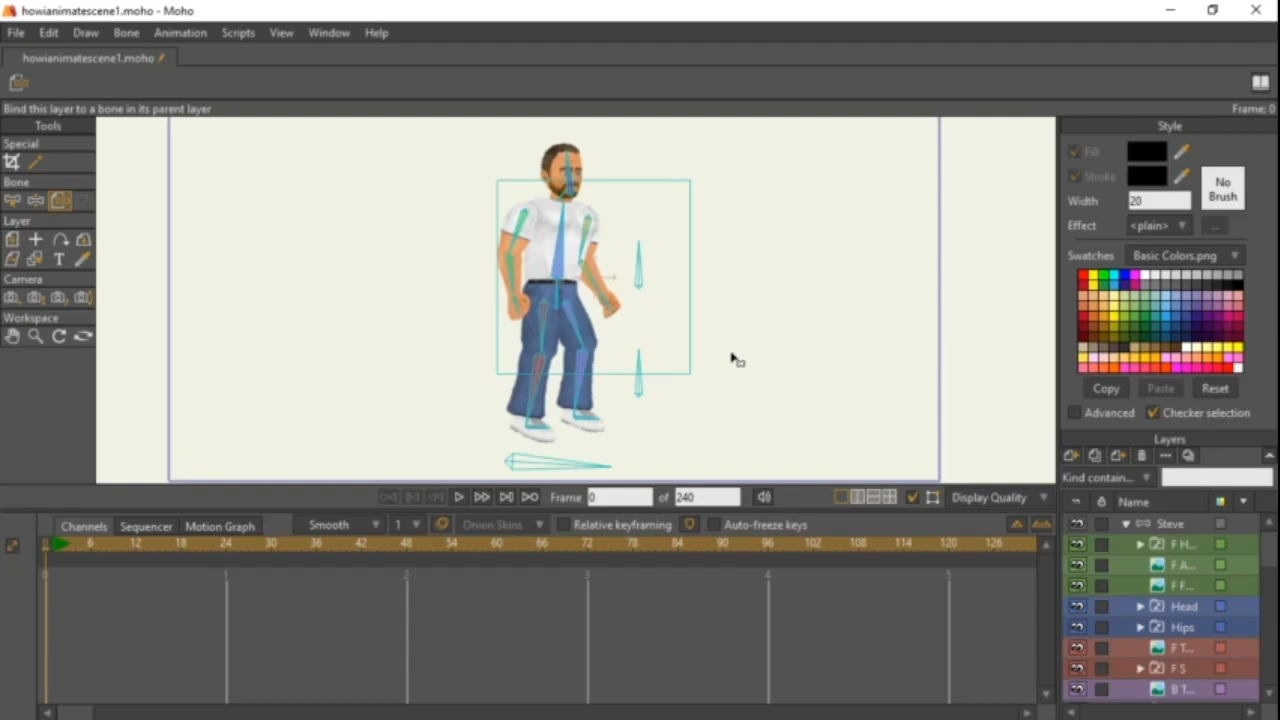 howianimatescene1.moho - Moho
File Edit Draw Bone Animation Scripts View Window Help
howianimatescene1.moho
Bind this layer to a bone in its parent layer Frame: 0
Tools Style
Special
Fill
Stroke
No Brush
Bone
Width 20
Layer
Effect <plain> ...
Swatches Basic Colors.png
T
Camera
Workspace
Copy Paste Reset
Advanced Checker selection
Layers
Kind contain...
Frame 0 of 240 Display Quality
Name
Channels Sequencer Motion Graph Smooth 1 Onion Skins Relative keyframing Auto-freeze keys
Steve
0 6 12 18 24 30 36 42 48 54 60 66 72 78 84 90 96 102 108 114 120 126
F H...
F A...
0 1 2 3 4 5
F F...
Head
Hips
F T...
F S
B T...